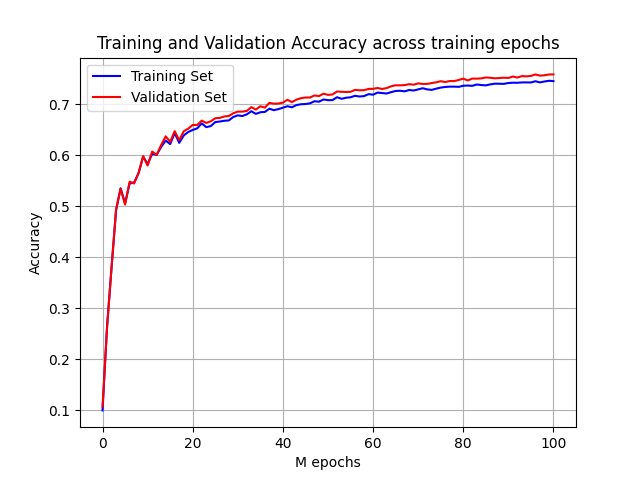 Training and Validation Accuracy across training epochs
Training Set
Validation Set
Accuracy
0.7
0.6
0.5
0.4
0.3
0.2
0.1
0 20 40 60 80 100
M epochs